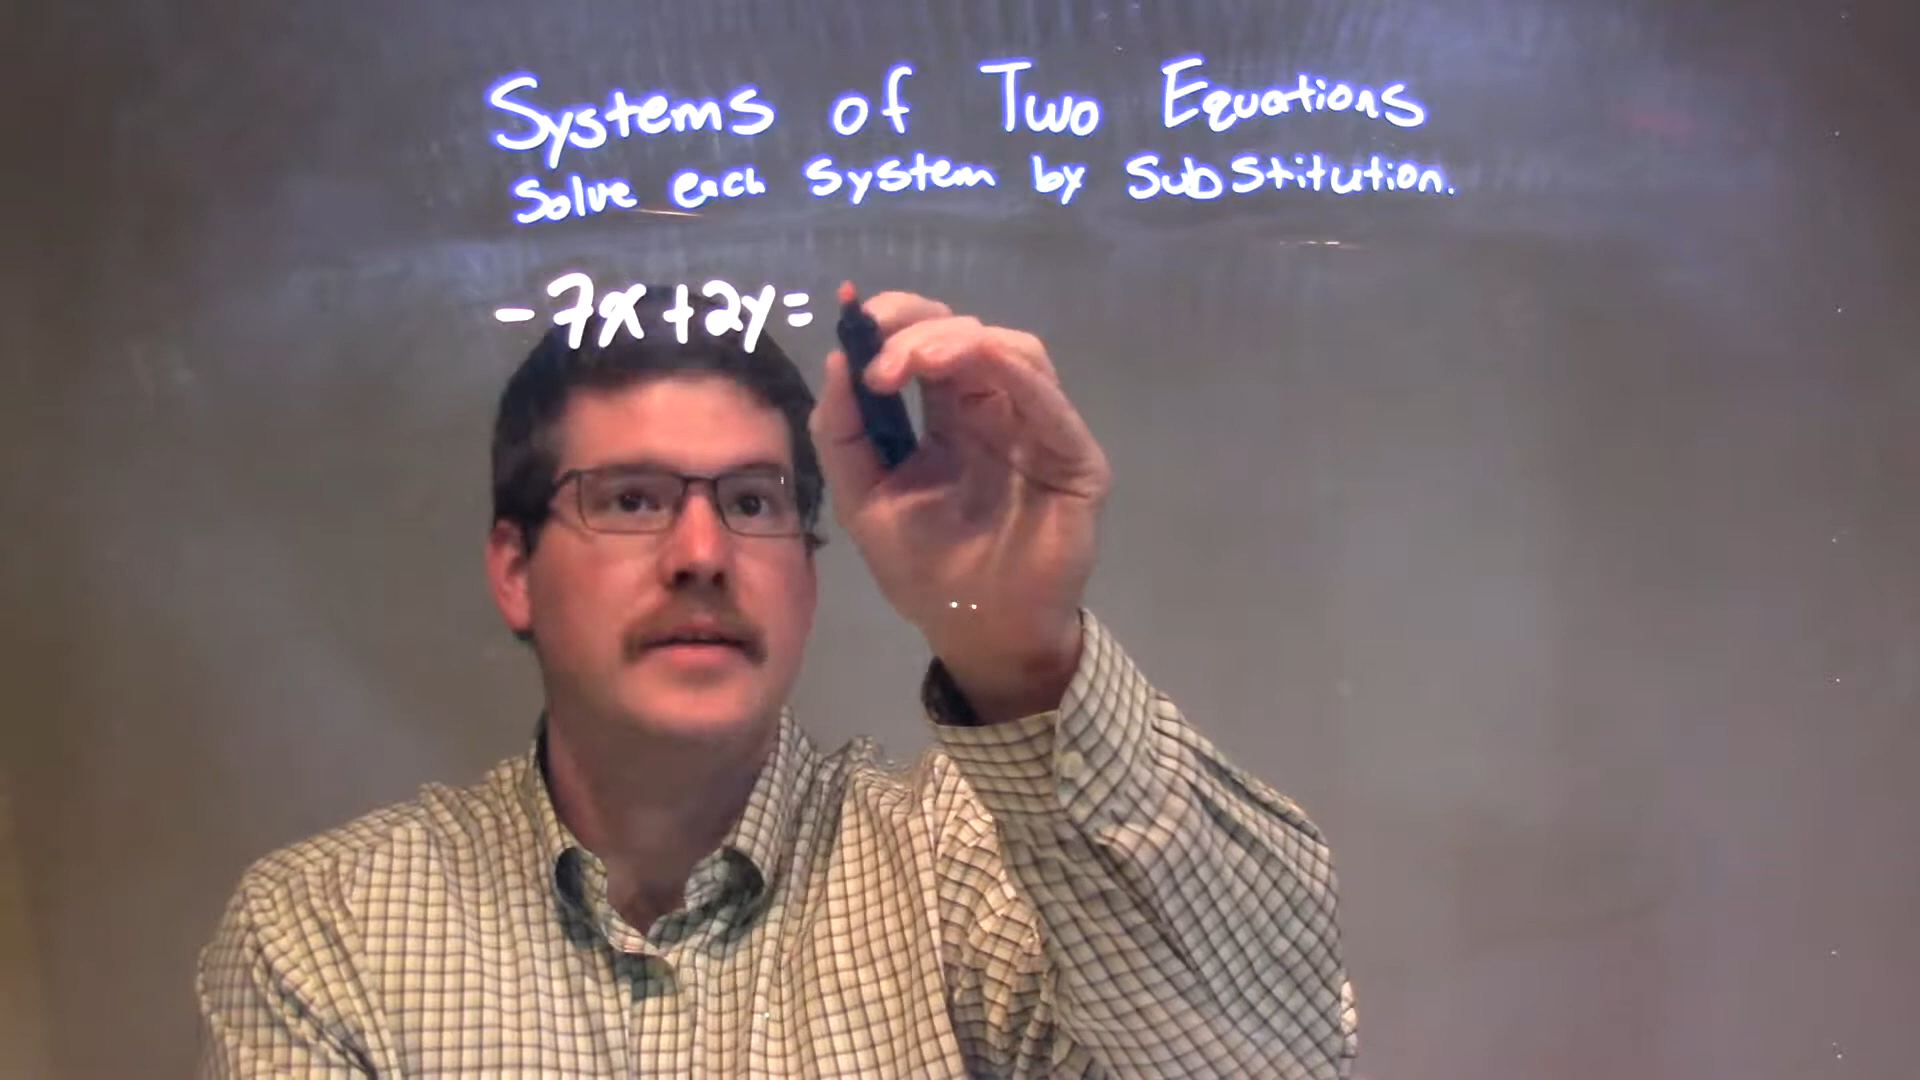 Systems of Two Equations
Solve each system by Substitution.
-7x+2y=